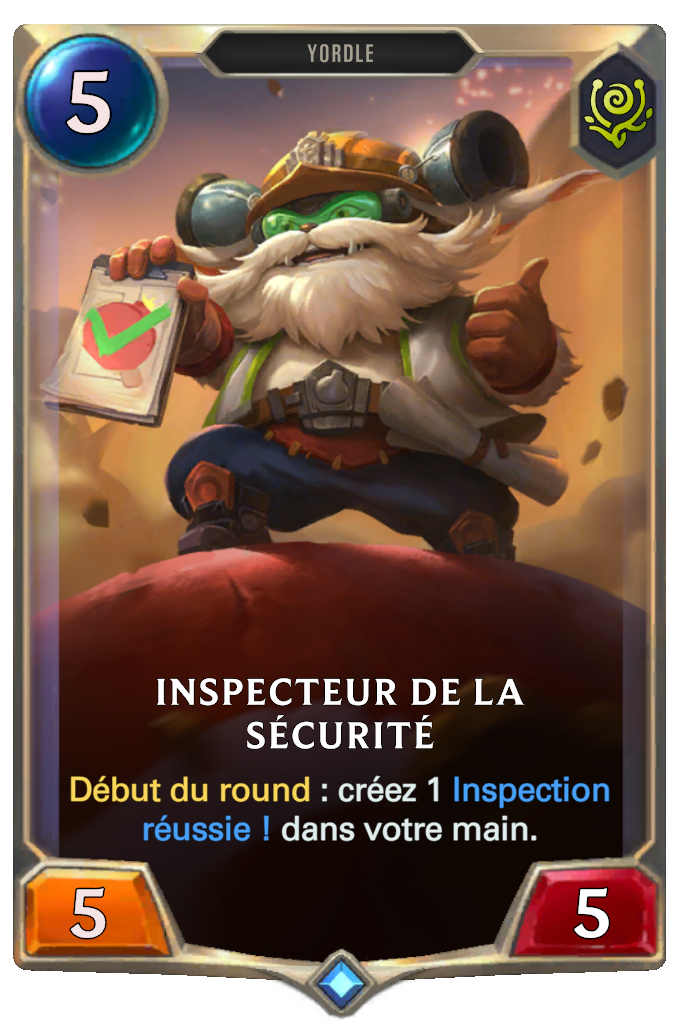 YORDLE
5
INSPECTEUR DE LA
SÉCURITÉ
Début du round : créez 1 Inspection
réussie ! dans votre main.
5
5